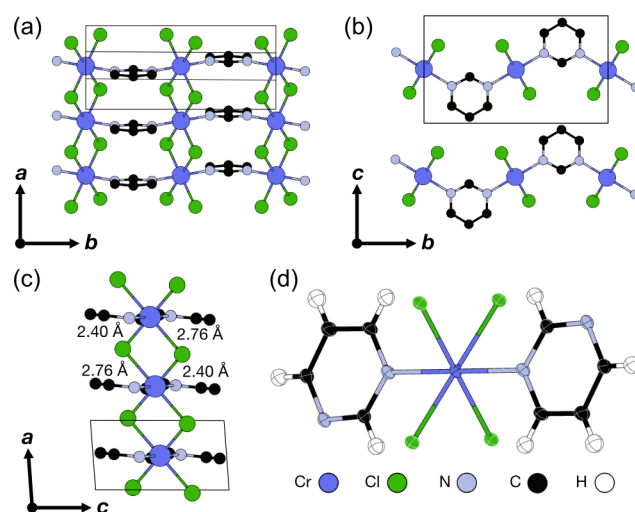 (a)
(b)
a
b
c
b
(c)
(d)
2.40 Å 2.76 Å
2.76 Å 2.40 Å
a
c
Cr Cl N C H